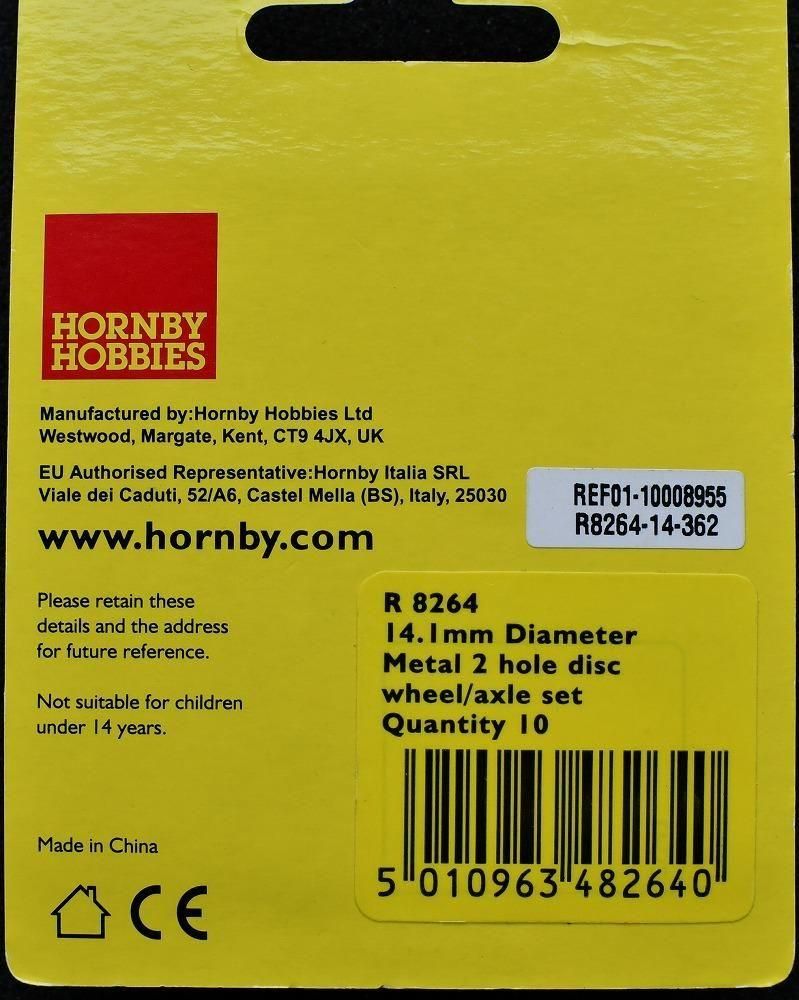 HORNBY
HOBBIES
Manufactured by:Hornby Hobbies Ltd
Westwood, Margate, Kent, CT9 4JX, UK
EU Authorised Representative:Hornby Italia SRL
Viale dei Caduti, 52/A6, Castel Mella (BS), Italy, 25030
www.hornby.com
REF01-10008955
R8264-14-362
Please retain these
details and the address
for future reference.
Not suitable for children
under 14 years.
Made in China
CE
R 8264
14.1mm Diameter
Metal 2 hole disc
wheel/axle set
Quantity 10
5 010963 482640